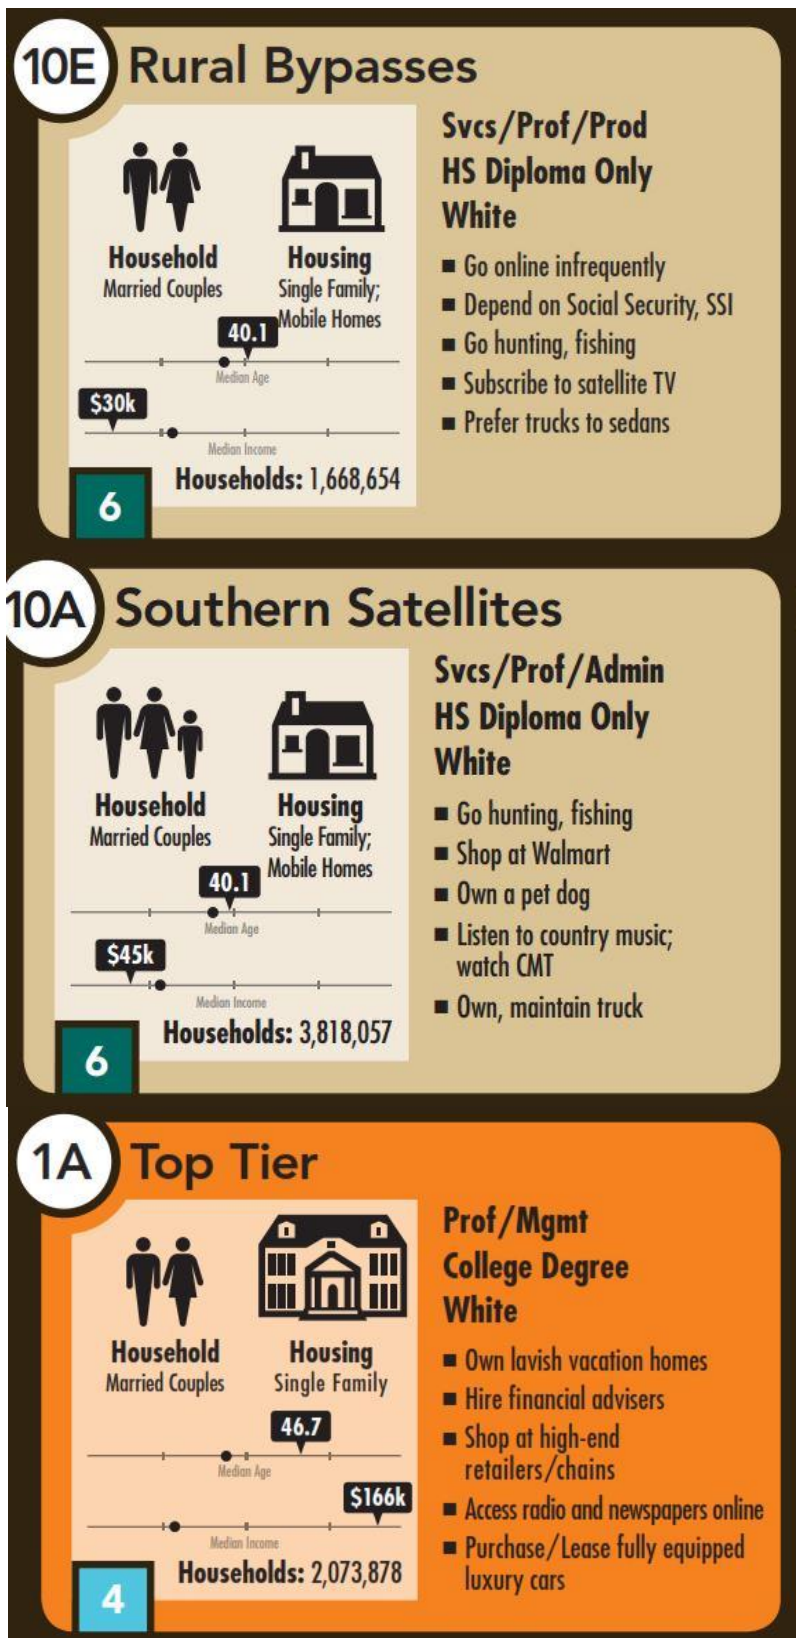 10E Rural Bypasses
Household
Married Couples
Housing
Single Family;
Mobile Homes
40.1
Median Age
$30k
Median Income
Households: 1,668,654
6
Svcs/Prof/Prod
HS Diploma Only
White
Go online infrequently
Depend on Social Security, SSI
Go hunting, fishing
Subscribe to satellite TV
Prefer trucks to sedans
10A Southern Satellites
Household
Married Couples
Housing
Single Family;
Mobile Homes
40.1
Median Age
$45k
Median Income
Households: 3,818,057
6
Svcs/Prof/Admin
HS Diploma Only
White
Go hunting, fishing
Shop at Walmart
Own a pet dog
Listen to country music;
watch CMT
Own, maintain truck
1A Top Tier
Household
Married Couples
Housing
Single Family
46.7
Median Age
$166k
Median Income
Households: 2,073,878
4
Prof/Mgmt
College Degree
White
Own lavish vacation homes
Hire financial advisers
Shop at high-end
retailers/chains
Access radio and newspapers online
Purchase/Lease fully equipped
luxury cars